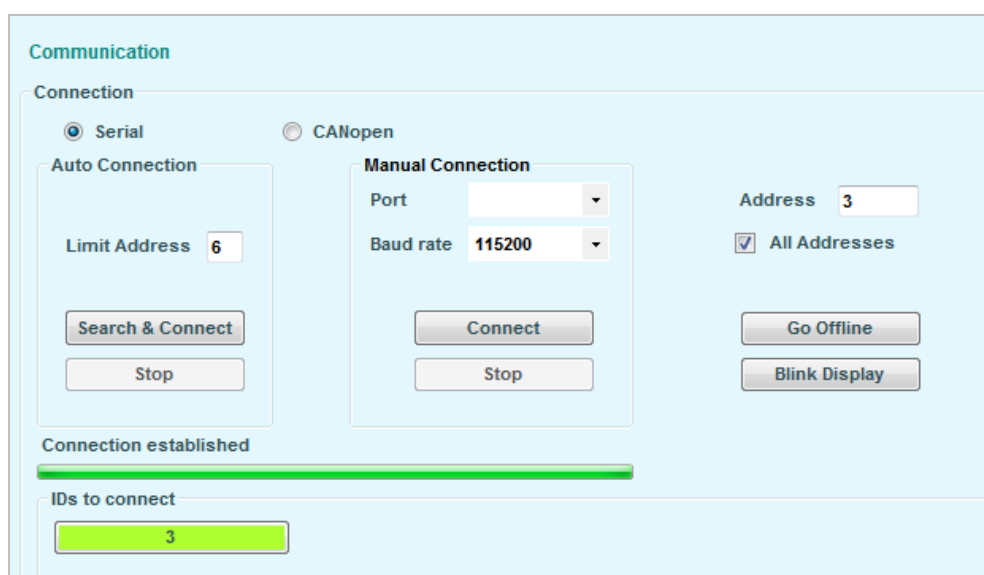 Communication
Connection
Serial
CANopen
Auto Connection
Limit Address 6
Search & Connect
Stop
Manual Connection
Port
Baud rate 115200
Connect
Stop
Address 3
All Addresses
Go Offline
Blink Display
Connection established
IDs to connect
3